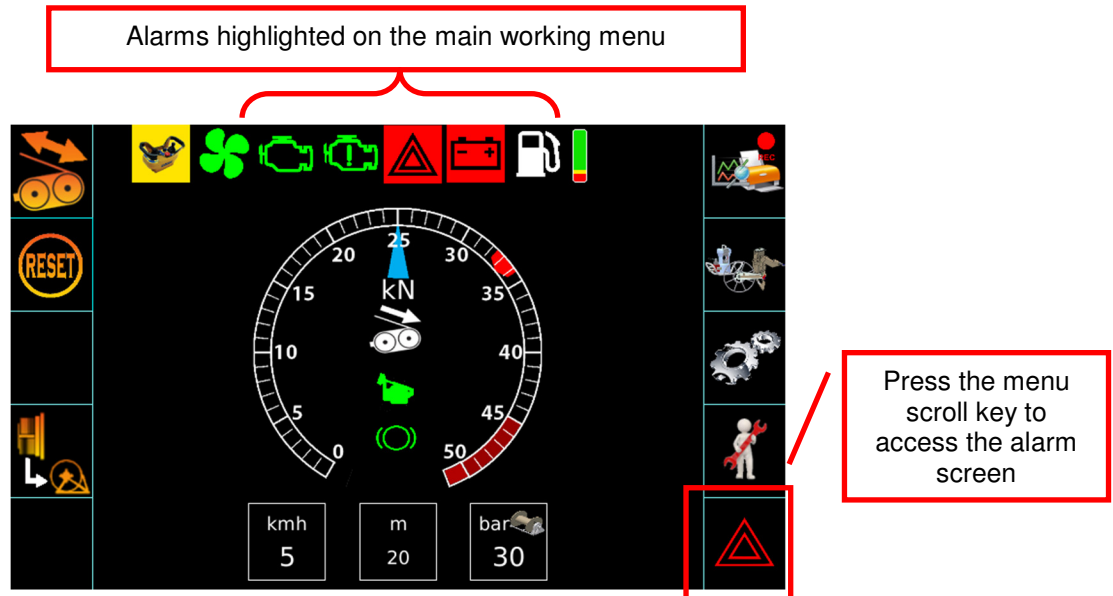 Alarms highlighted on the main working menu
REC
RESET
25
20
30
kN
15
35
10
40
5
45
0
50
Press the menu
scroll key to
access the alarm
screen
kmh
m
bar
5
20
30